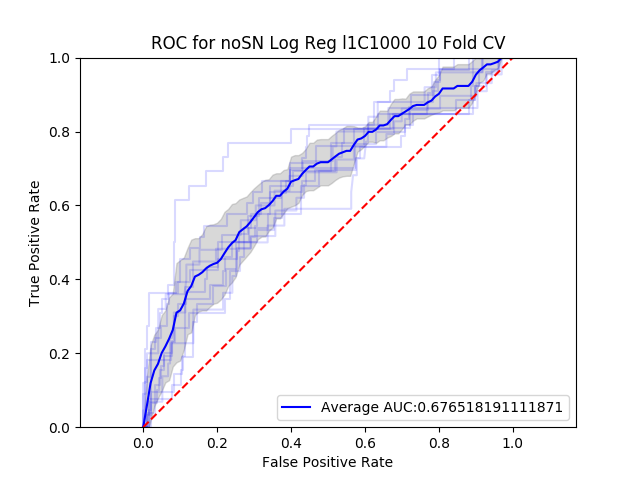 ROC for noSN Log Reg l1C1000 10 Fold CV
1.0
0.8
0.6
0.4
0.2
0.0
True Positive Rate
Average AUC:0.676518191111871
0.0 0.2 0.4 0.6 0.8 1.0
False Positive Rate